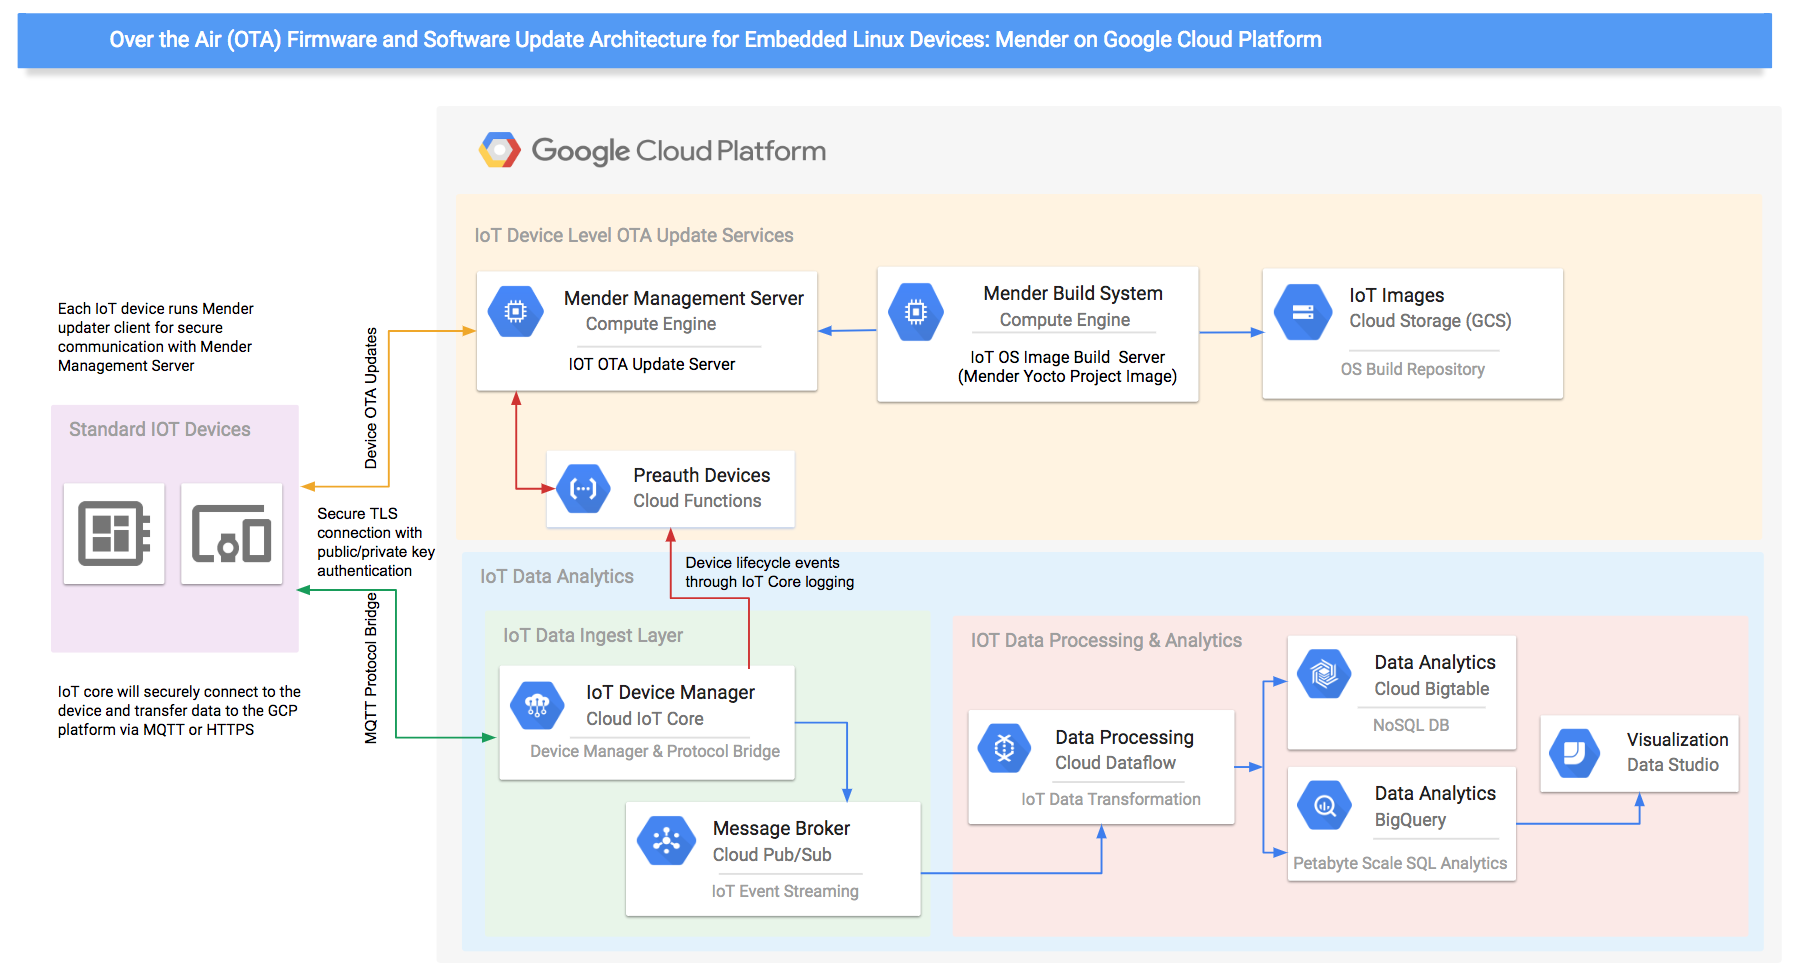 Over the Air (OTA) Firmware and Software Update Architecture for Embedded Linux Devices: Mender on Google Cloud Platform
Google Cloud Platform
IoT Device Level OTA Update Services
Mender Management Server
Compute Engine
IOT OTA Update Server
Mender Build System
Compute Engine
IoT OS Image Build Server
(Mender Yocto Project Image)
IoT Images
Cloud Storage (GCS)
OS Build Repository
Each IoT device runs Mender
updater client for secure
communication with Mender
Management Server
Device OTA Updates
Standard IOT Devices
Preauth Devices
Cloud Functions
Secure TLS
connection with
public/private key
authentication
Device lifecycle events
through IoT Core logging
IoT Data Analytics
MQTT Protocol Bridge
IoT core will securely connect to the
device and transfer data to the GCP
platform via MQTT or HTTPS
IoT Data Ingest Layer
IoT Device Manager
Cloud IoT Core
Device Manager & Protocol Bridge
Message Broker
Cloud Pub/Sub
IoT Event Streaming
IOT Data Processing & Analytics
Data Processing
Cloud Dataflow
IoT Data Transformation
Data Analytics
Cloud Bigtable
NoSQL DB
Data Analytics
BigQuery
Petabyte Scale SQL Analytics
Visualization
Data Studio